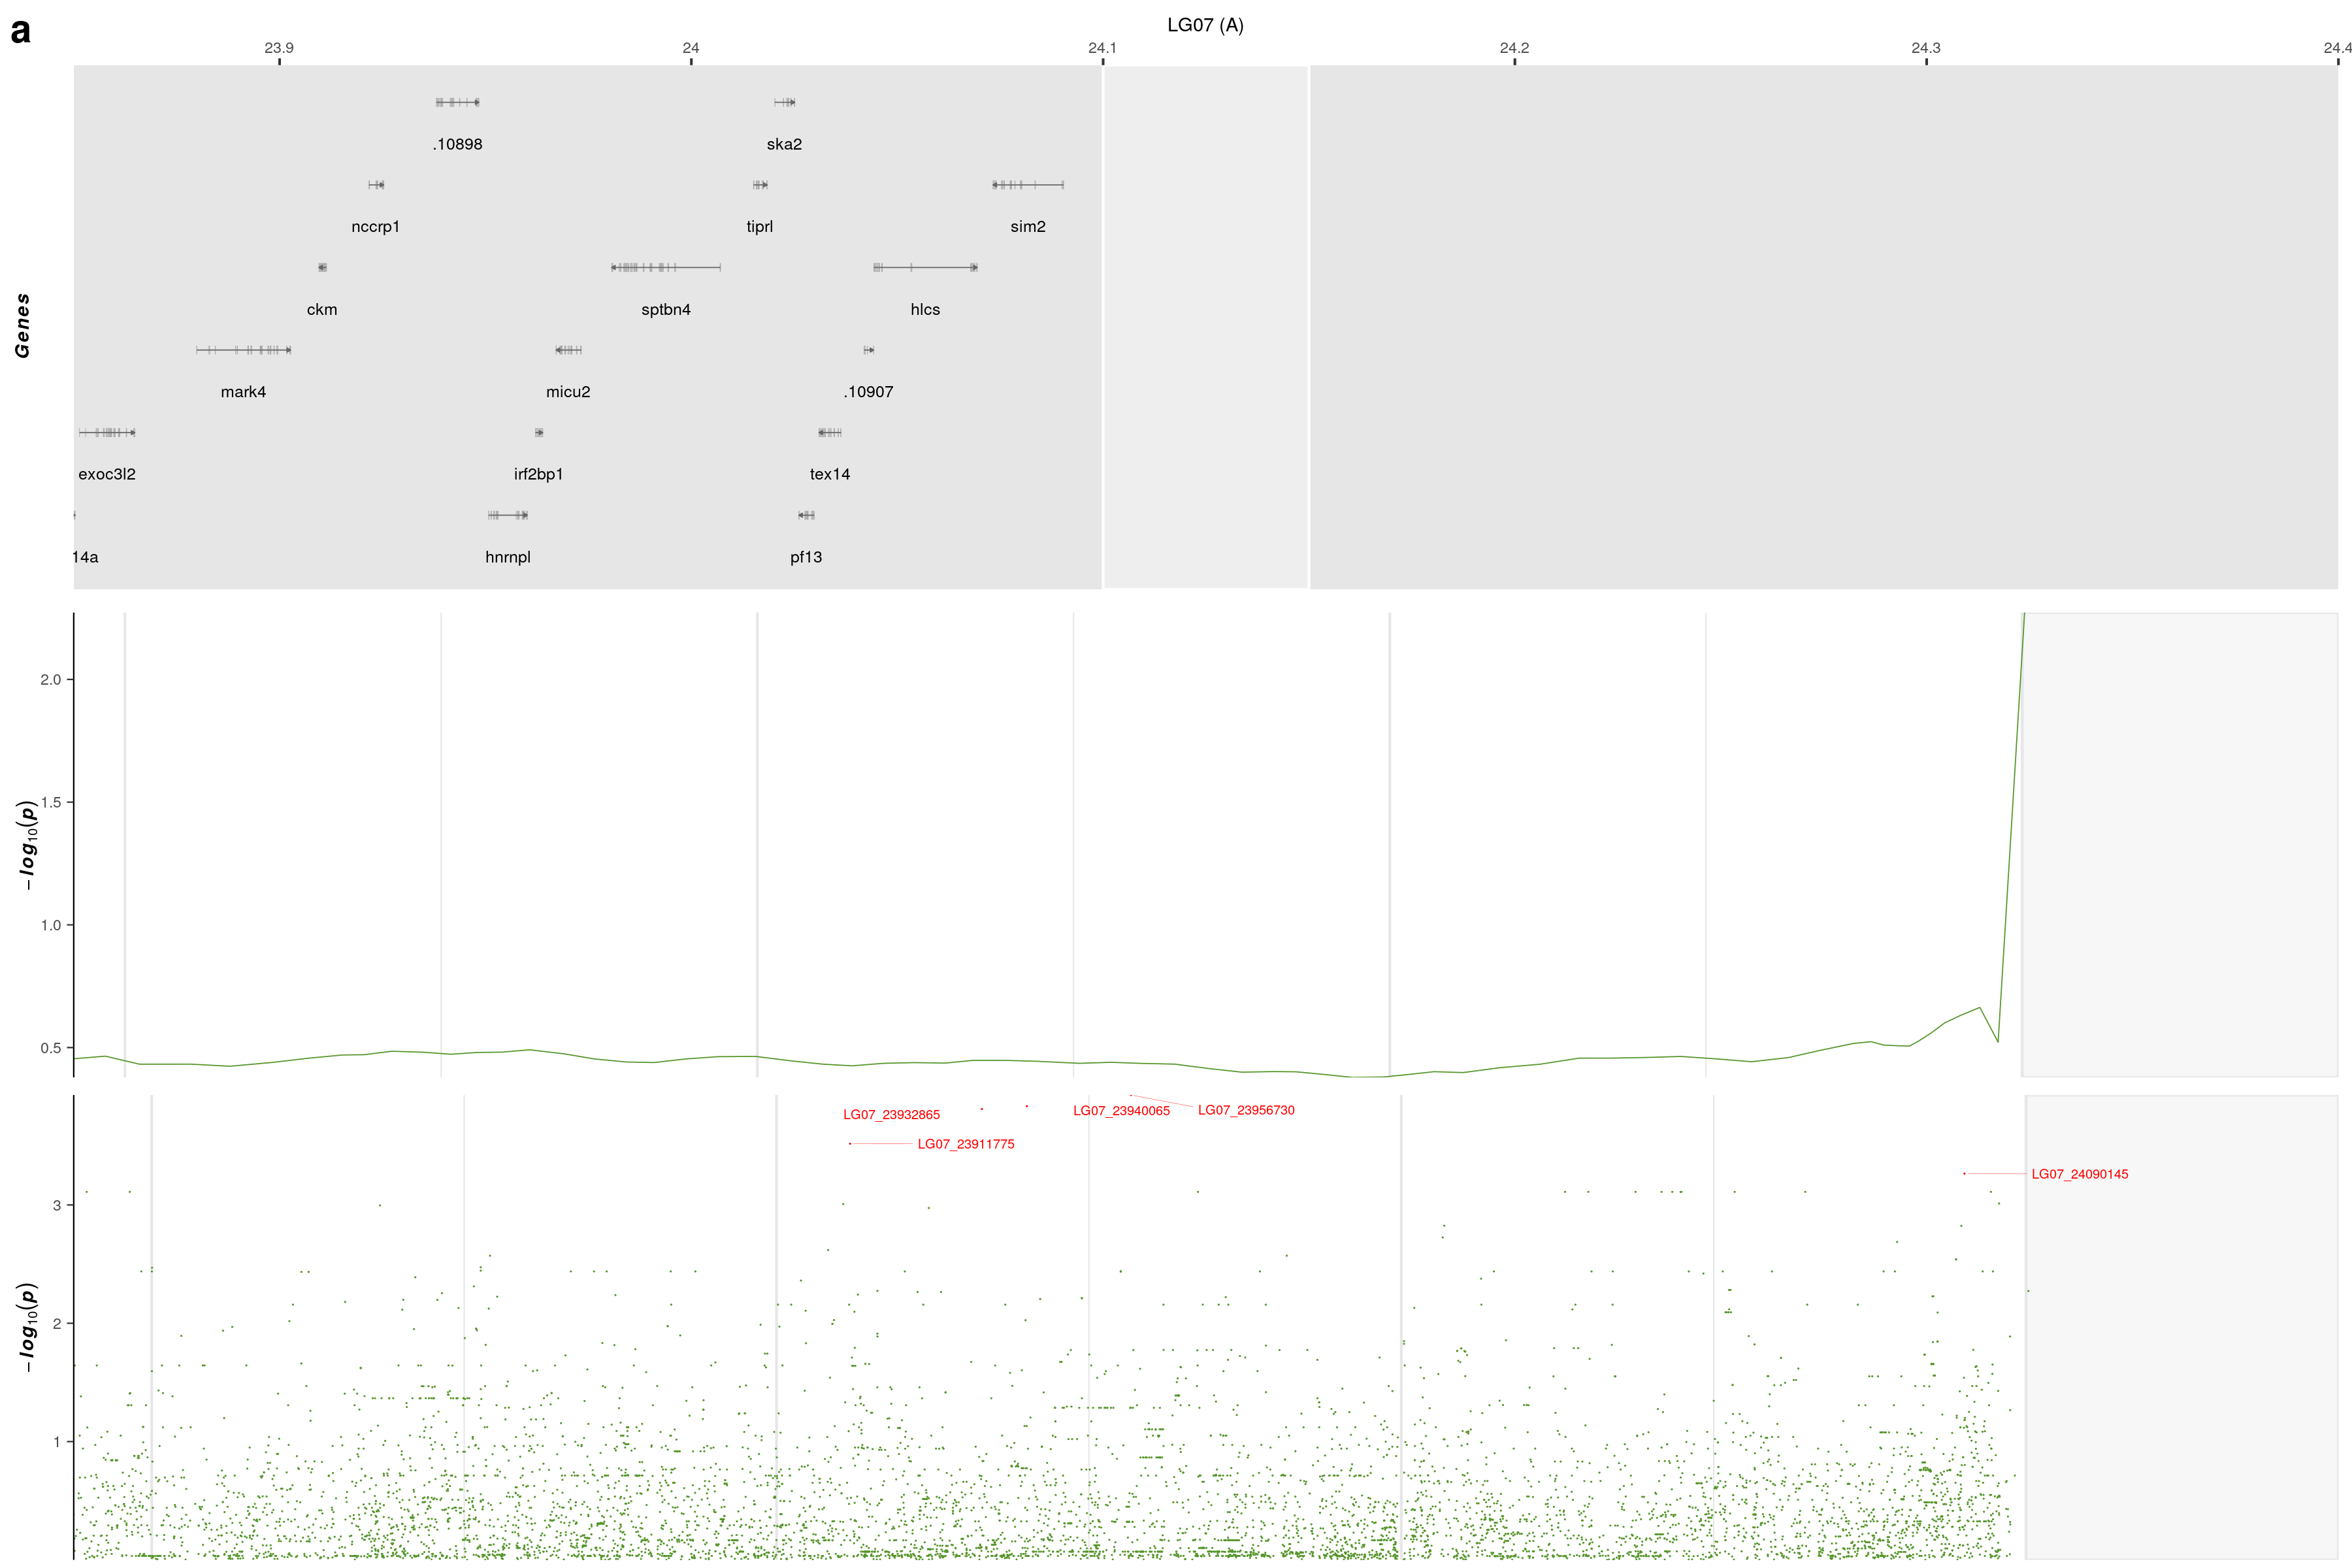 a
LG07 (A)
23.9 24 24.1 24.2 24.3 24.4
Genes
.10898 ska2
nccrp1 tiprl sim2
ckm sptbn4 hlcs
mark4 micu2 .10907
exoc3l2 irf2bp1 tex14
14a hnrnpl pf13
−log10(p)
2.0
1.5
1.0
0.5
−log10(p)
LG07_23932865 LG07_23940065 LG07_23956730
LG07_23911775
LG07_24090145
3
2
1